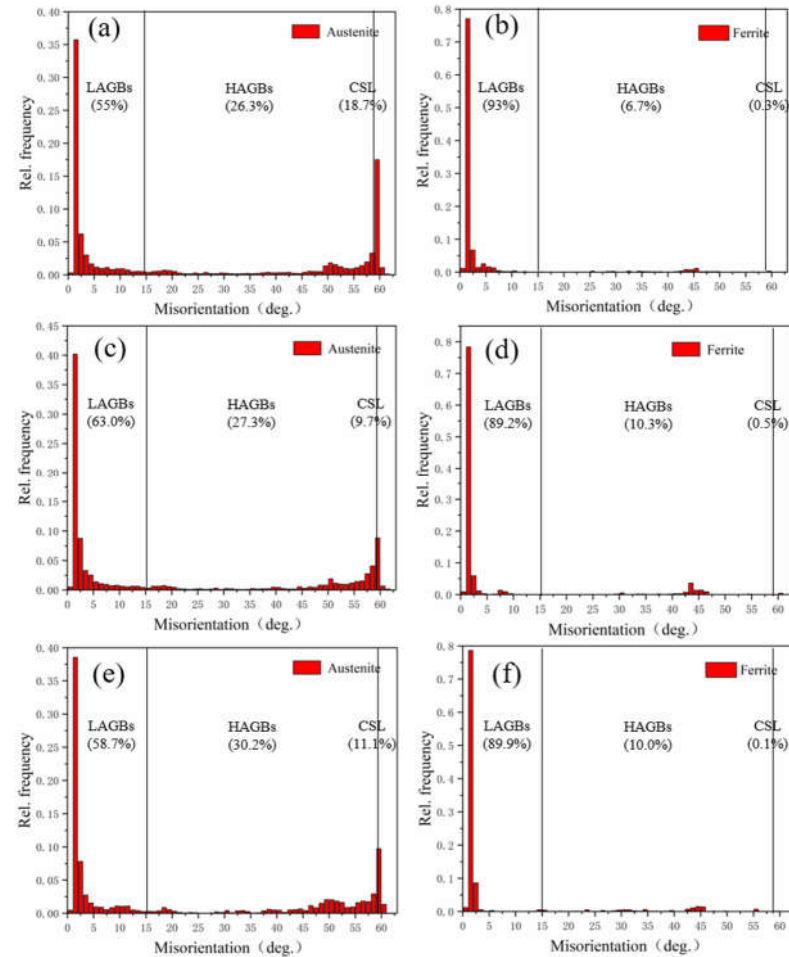 (a)
Austenite
LAGBs HAGBs CSL
(55%) (26.3%) (18.7%)
Rel. frequency
0.40
0.35
0.30
0.25
0.20
0.15
0.10
0.05
0.00
0 5 10 15 20 25 30 35 40 45 50 55 60
Misorientation (deg.)
(b)
Ferrite
LAGBs HAGBs CSL
(93%) (6.7%) (0.3%)
Rel. frequency
0.8
0.7
0.6
0.5
0.4
0.3
0.2
0.1
0.0
0 5 10 15 20 25 30 35 40 45 50 55 60
Misorientation (deg.)
(c)
Austenite
LAGBs HAGBs CSL
(63.0%) (27.3%) (9.7%)
Rel. frequency
0.45
0.40
0.35
0.30
0.25
0.20
0.15
0.10
0.05
0.00
0 5 10 15 20 25 30 35 40 45 50 55 60
Misorientation (deg.)
(d)
Ferrite
LAGBs HAGBs CSL
(89.2%) (10.3%) (0.5%)
Rel. frequency
0.8
0.7
0.6
0.5
0.4
0.3
0.2
0.1
0.0
0 5 10 15 20 25 30 35 40 45 50 55 60
Misorientation (deg.)
(e)
Austenite
LAGBs HAGBs CSL
(58.7%) (30.2%) (11.1%)
Rel. frequency
0.40
0.35
0.30
0.25
0.20
0.15
0.10
0.05
0.00
0 5 10 15 20 25 30 35 40 45 50 55 60
Misorientation (deg.)
(f)
Ferrite
LAGBs HAGBs CSL
(89.9%) (10.0%) (0.1%)
Rel. frequency
0.8
0.7
0.6
0.5
0.4
0.3
0.2
0.1
0.0
0 5 10 15 20 25 30 35 40 45 50 55 60
Misorientation (deg.)